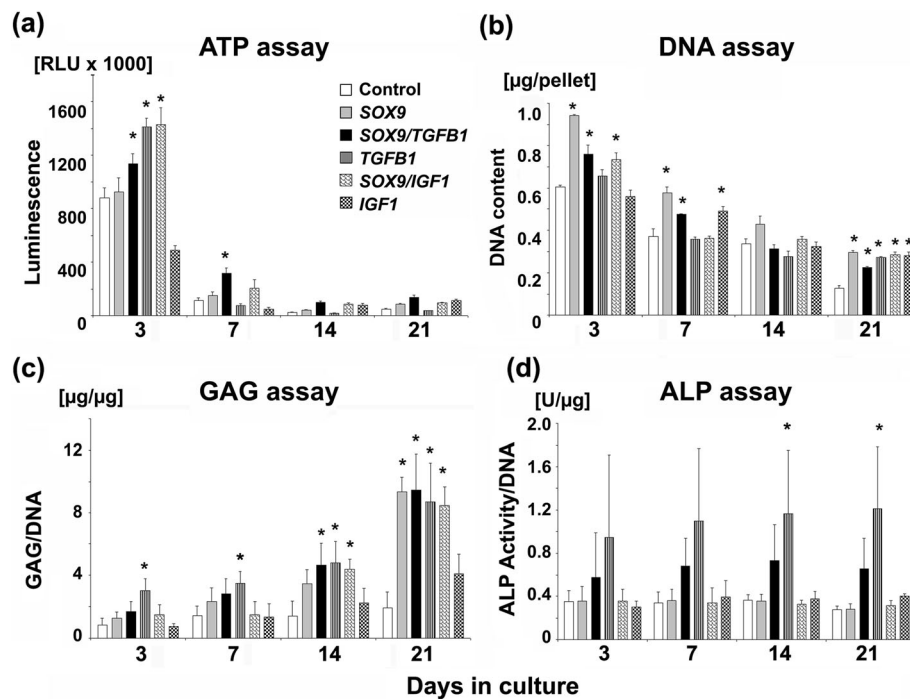 (a)
ATP assay
[RLU x 1000]
Luminescence
1600
1200
800
400
0
* * *
*
3 7 14 21
Control
SOX9
SOX9/TGFB1
TGFB1
SOX9/IGF1
IGF1
(b)
DNA assay
[µg/pellet]
DNA content
1.0
0.8
0.6
0.4
0.2
0
* * *
* * *
* * * * *
3 7 14 21
(c)
GAG assay
[µg/µg]
GAG/DNA
12
8
4
0
*
*
* * *
* * * *
3 7 14 21
(d)
ALP assay
[U/µg]
ALP Activity/DNA
2.0
1.6
1.2
0.8
0.4
0
* *
3 7 14 21
Days in culture